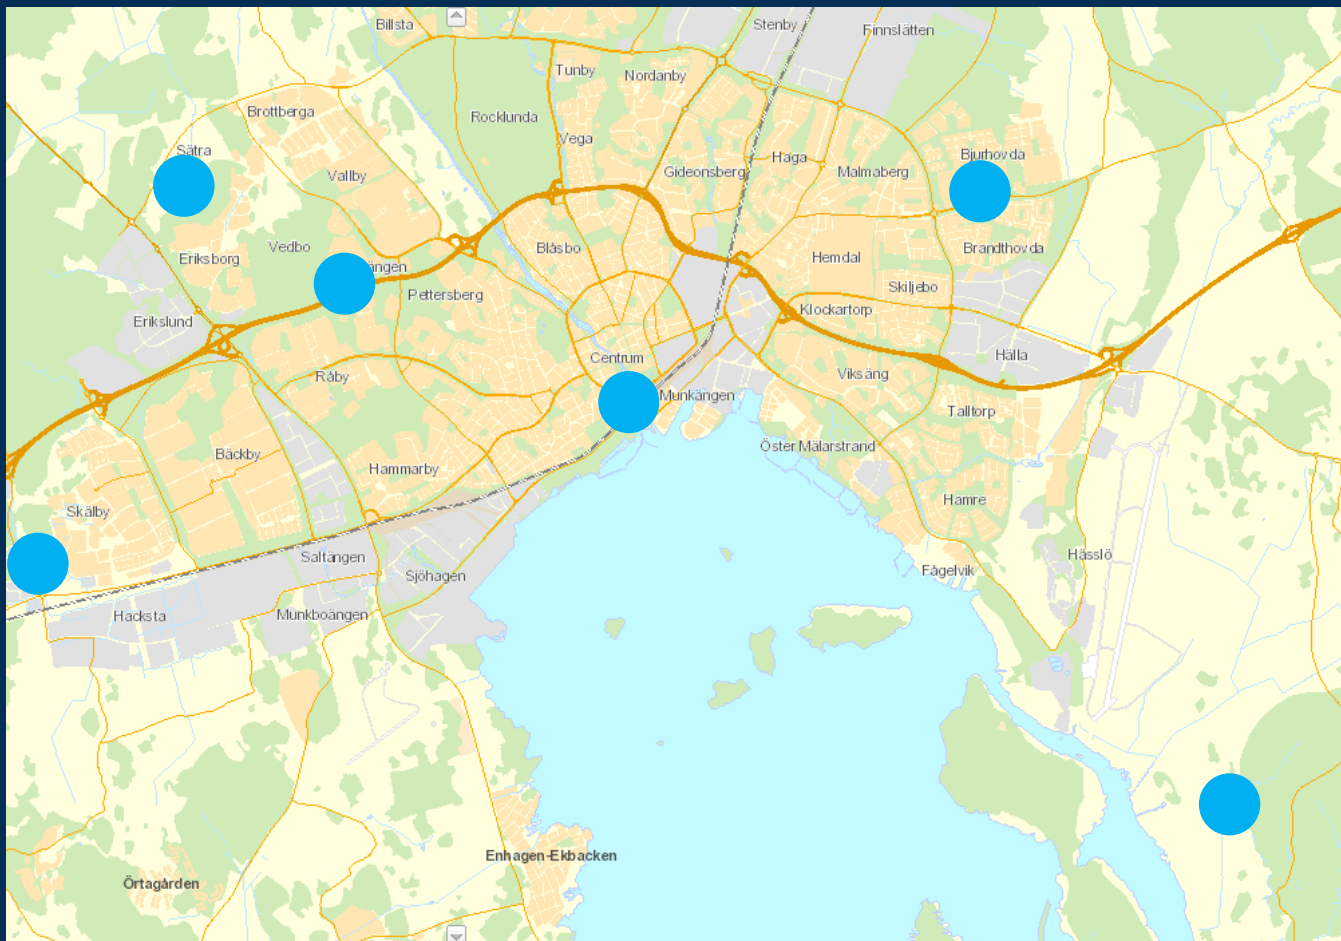 Billsta
Stenby
Finnslätten
Tunby
Nordanby
Brottberga
Rocklunda
Vega
Sätra
Haga
Bjurhovda
Vallby
Gideonsberg
Malmaberg
Vedbo
Blåsbo
Brandthovda
Eriksborg
Hemdal
ängen
Pettersberg
Skiljebo
Erikslund
Klockartorp
Centrum
Hälla
Råby
Viksäng
Munkängen
Talltorp
Bäckby
Öster Mälarstrand
Hammarby
Hamre
Skälby
Saltängen
Hässlö
Sjöhagen
Fågelvik
Hacksta
Munkboängen
Enhagen-Ekbacken
Örtagården